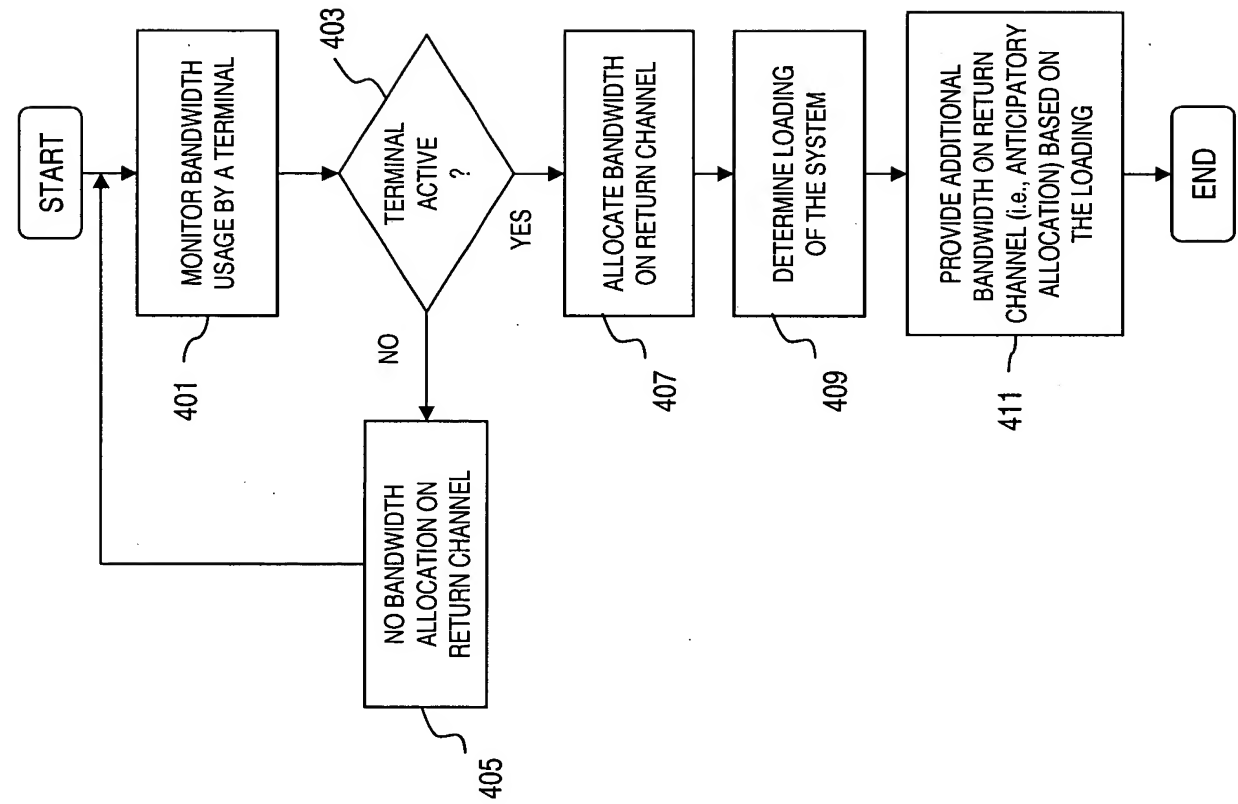 START
MONITOR BANDWIDTH
USAGE BY A TERMINAL
401
TERMINAL
ACTIVE
?
403
NO
YES
NO BANDWIDTH
ALLOCATION ON
RETURN CHANNEL
405
ALLOCATE BANDWIDTH
ON RETURN CHANNEL
407
DETERMINE LOADING
OF THE SYSTEM
409
PROVIDE ADDITIONAL
BANDWIDTH ON RETURN
CHANNEL (i.e., ANTICIPATORY
ALLOCATION) BASED ON
THE LOADING
411
END